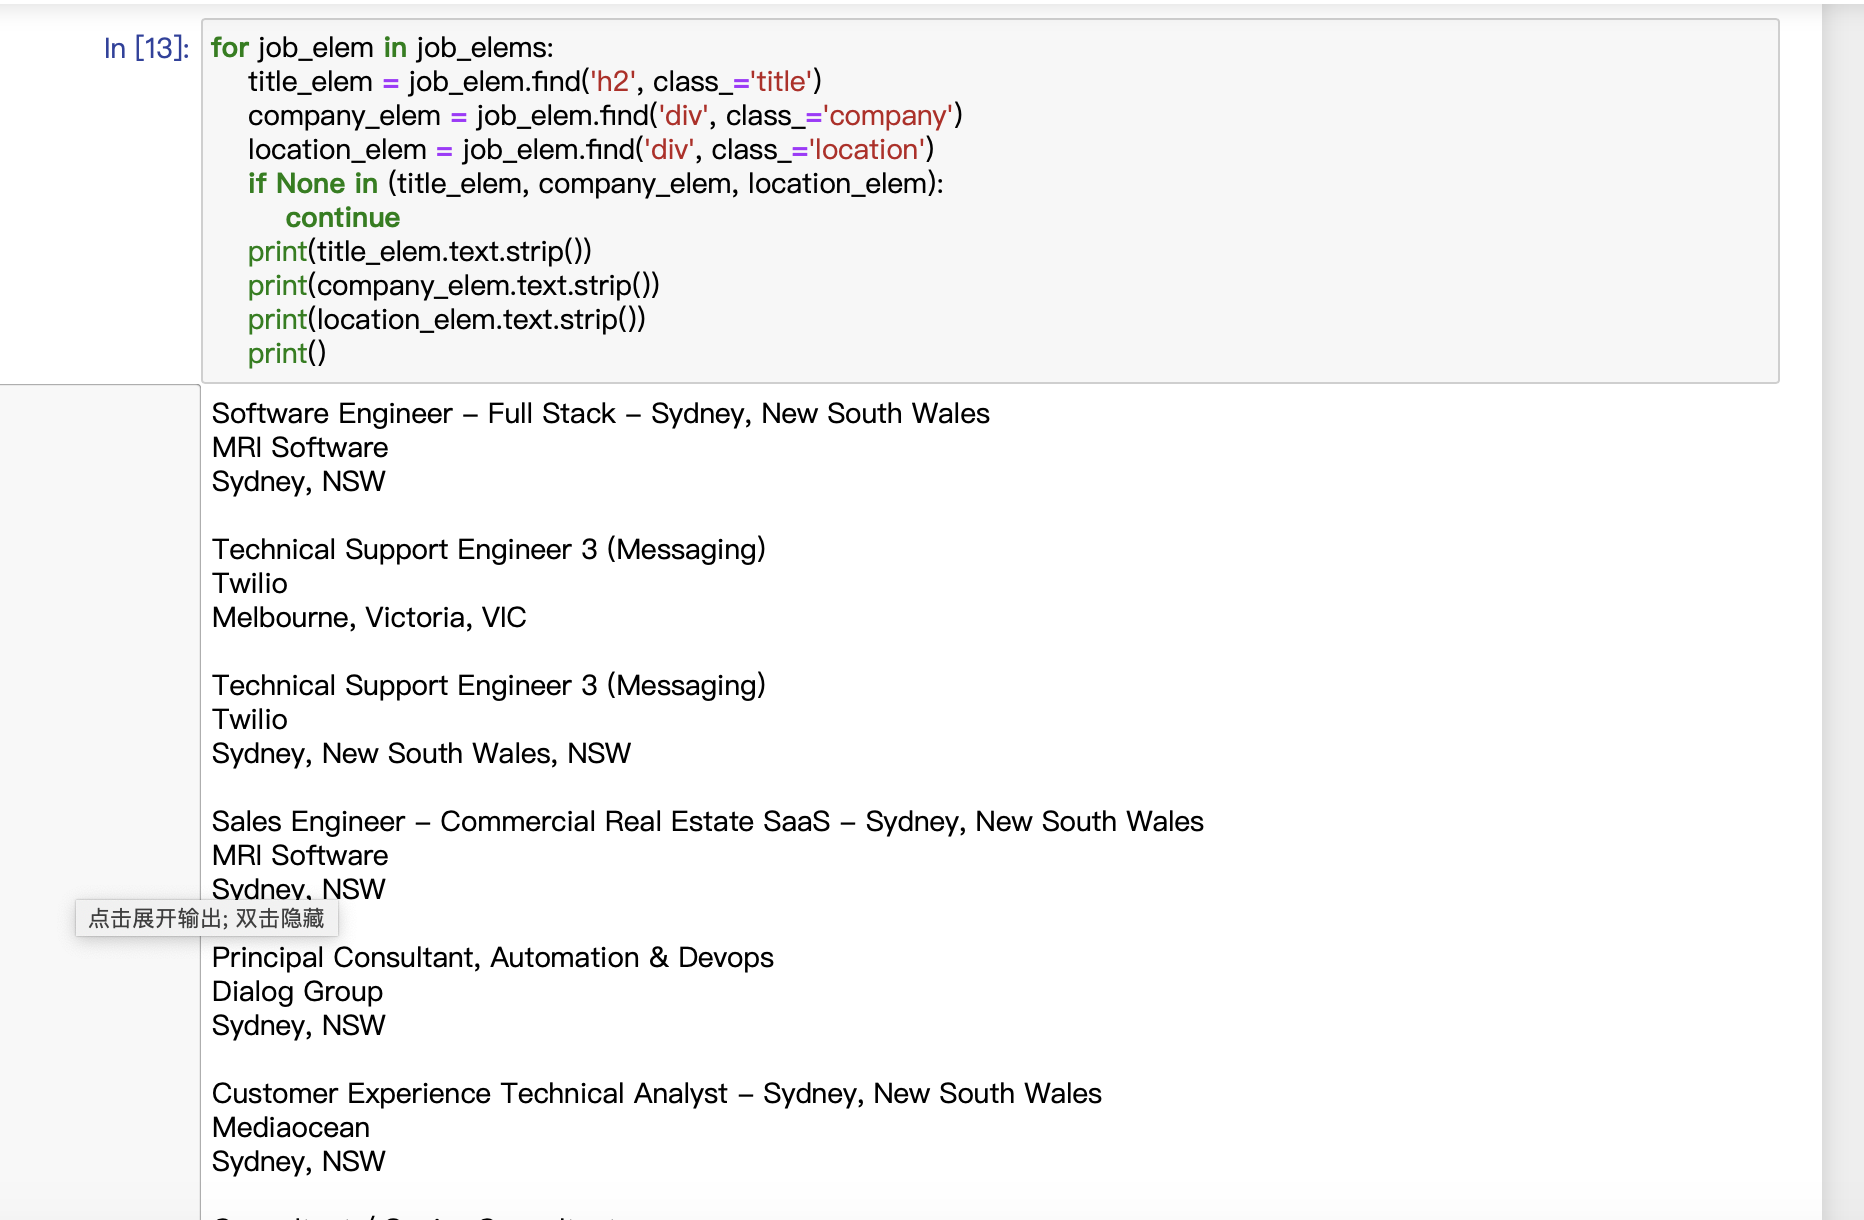 In [13]:
for job_elem in job_elems:
    title_elem = job_elem.find('h2', class_='title')
    company_elem = job_elem.find('div', class_='company')
    location_elem = job_elem.find('div', class_='location')
    if None in (title_elem, company_elem, location_elem):
        continue
    print(title_elem.text.strip())
    print(company_elem.text.strip())
    print(location_elem.text.strip())
    print()
Software Engineer – Full Stack – Sydney, New South Wales
MRI Software
Sydney, NSW
Technical Support Engineer 3 (Messaging)
Twilio
Melbourne, Victoria, VIC
Technical Support Engineer 3 (Messaging)
Twilio
Sydney, New South Wales, NSW
Sales Engineer – Commercial Real Estate SaaS – Sydney, New South Wales
MRI Software
Sydney, NSW
点击展开输出; 双击隐藏
Principal Consultant, Automation & Devops
Dialog Group
Sydney, NSW
Customer Experience Technical Analyst – Sydney, New South Wales
Mediaocean
Sydney, NSW